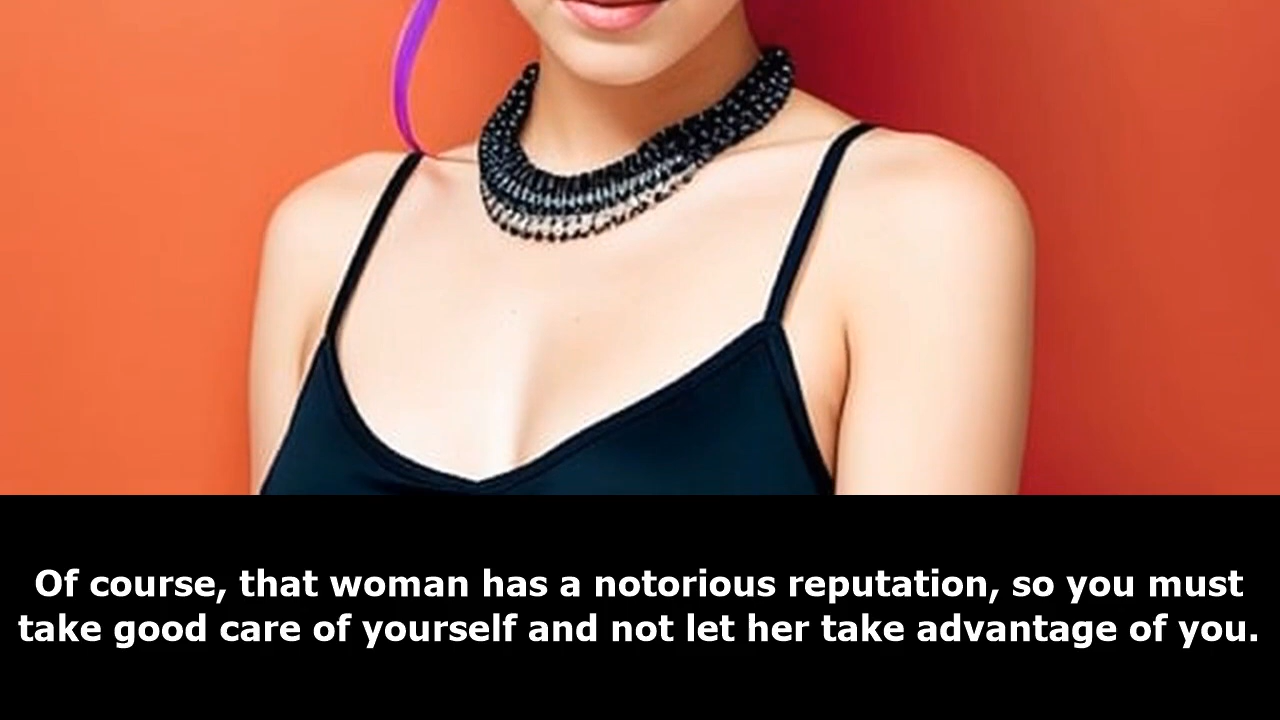 Of course, that woman has a notorious reputation, so you must
take good care of yourself and not let her take advantage of you.